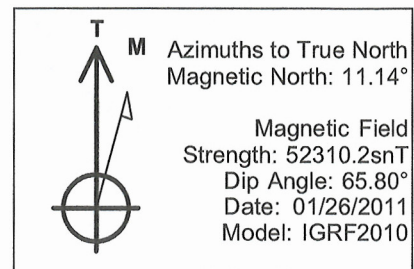 T
M
Azimuths to True North
Magnetic North: 11.14°
Magnetic Field
Strength: 52310.2snT
Dip Angle: 65.80°
Date: 01/26/2011
Model: IGRF2010